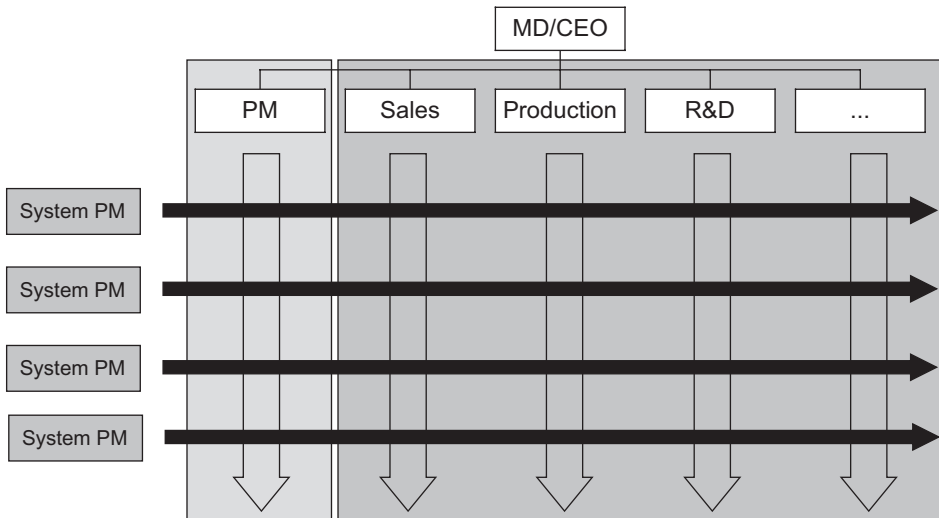 MD/CEO
PM
Sales
Production
R&D
...
System PM
System PM
System PM
System PM